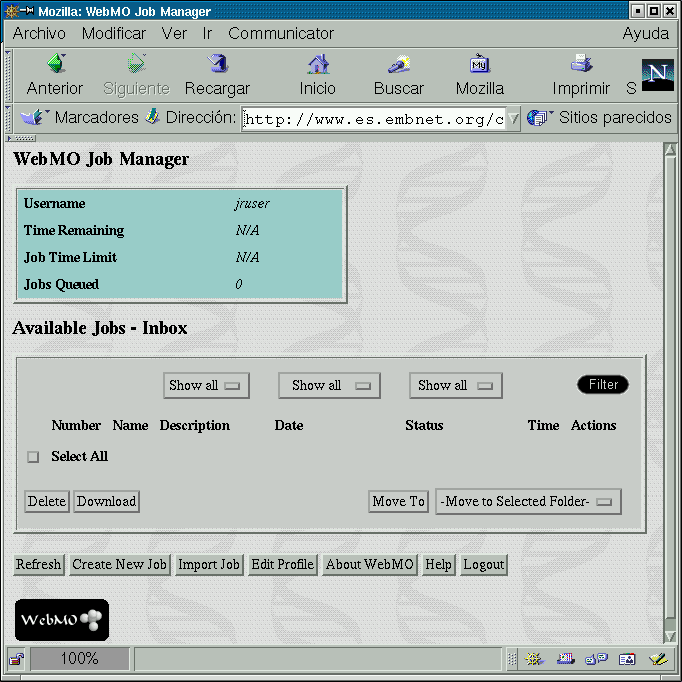 Mozilla: WebMO Job Manager
Archivo Modificar Ver Ir Communicator Ayuda
Anterior Siguiente Recargar Inicio Buscar My Mozilla Imprimir S N
Marcadores Dirección: http://www.es.embnet.org/c Sitios parecidos
WebMO Job Manager
Username jruser
Time Remaining N/A
Job Time Limit N/A
Jobs Queued 0
Available Jobs - Inbox
Show all Show all Show all Filter
Number Name Description Date Status Time Actions
Select All
Delete Download Move To -Move to Selected Folder-
Refresh Create New Job Import Job Edit Profile About WebMO Help Logout
WebMO
100%